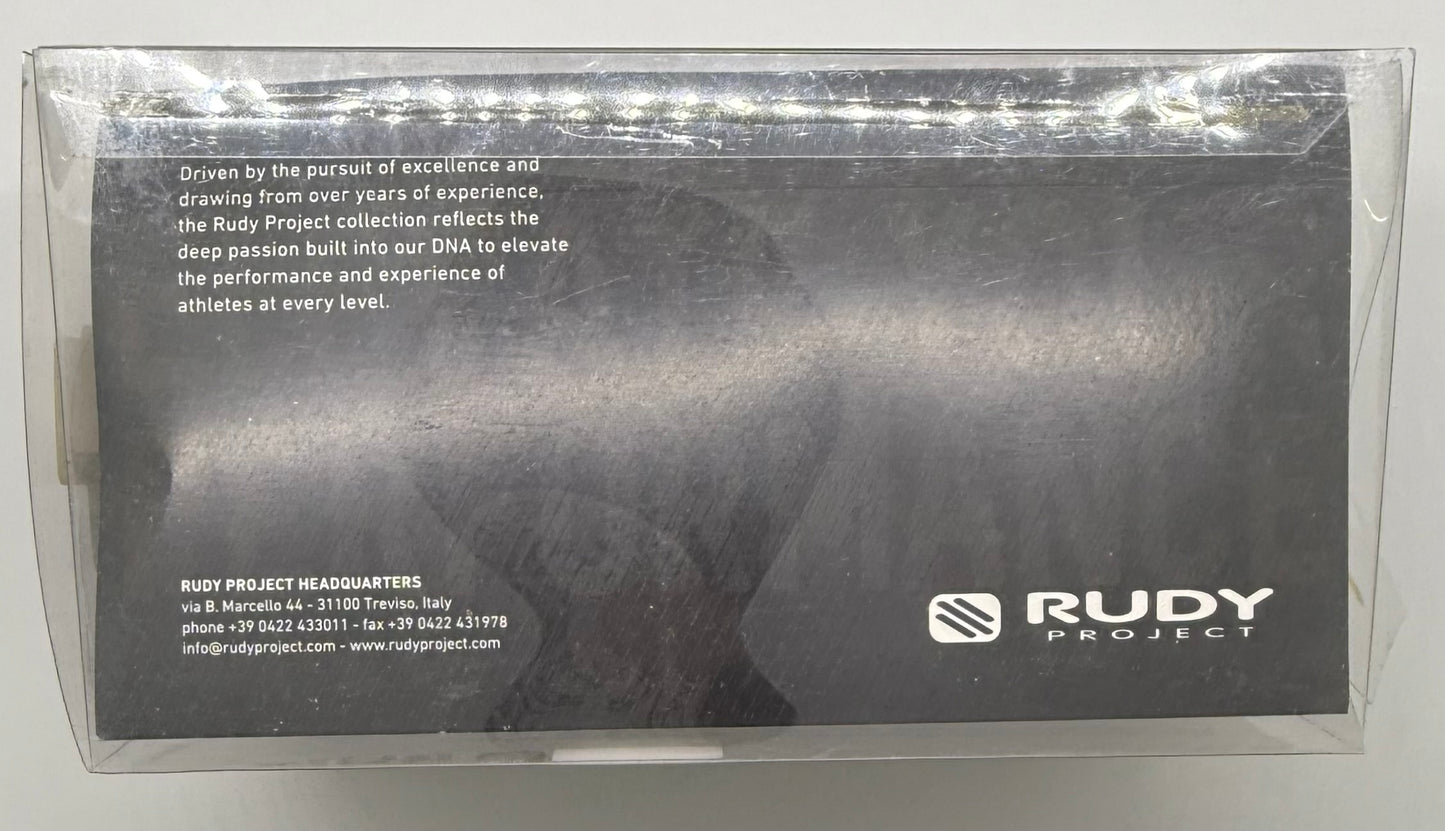 Driven by the pursuit of excellence and
drawing from over years of experience,
the Rudy Project collection reflects the
deep passion built into our DNA to elevate
the performance and experience of
athletes at every level.
RUDY PROJECT HEADQUARTERS
via B. Marcello 44 - 31100 Treviso, Italy
phone +39 0422 433011 - fax +39 0422 431978
info@rudyproject.com - www.rudyproject.com
RUDY
PROJECT